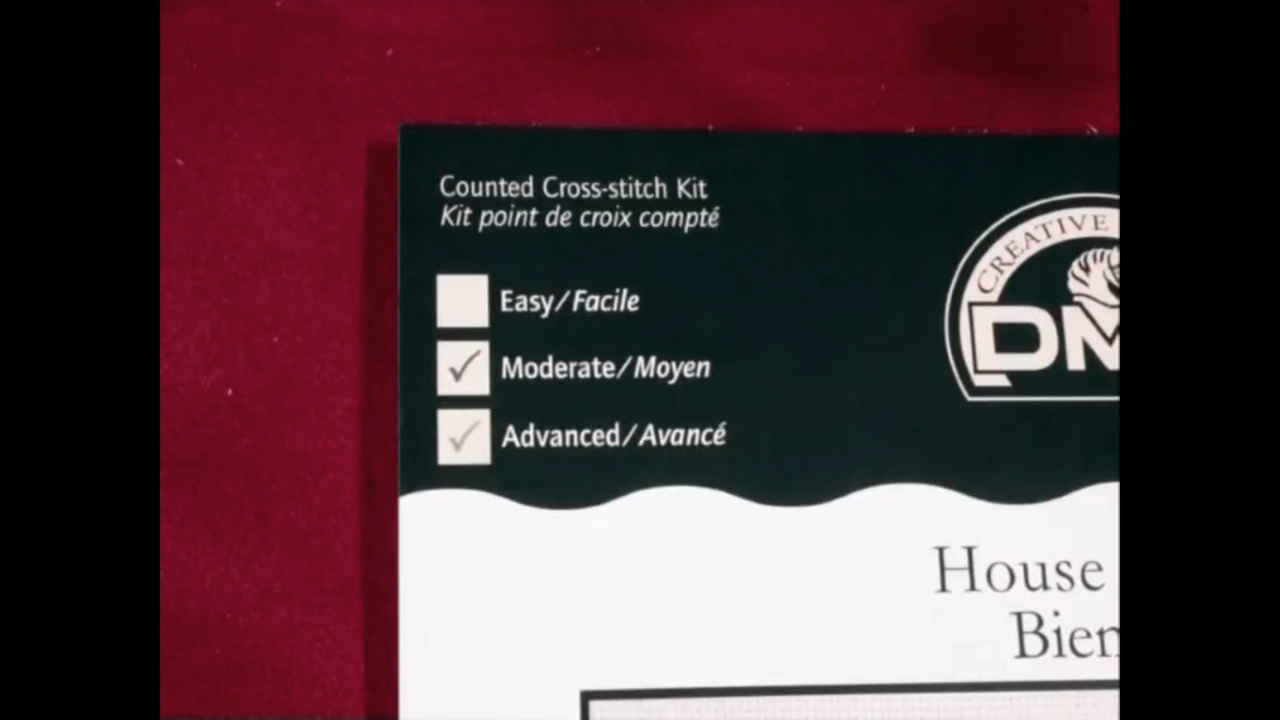 Counted Cross-stitch Kit
Kit point de croix compté
CREATIVE
DM
Easy/Facile
Moderate/Moyen
Advanced/Avancé
House
Bien